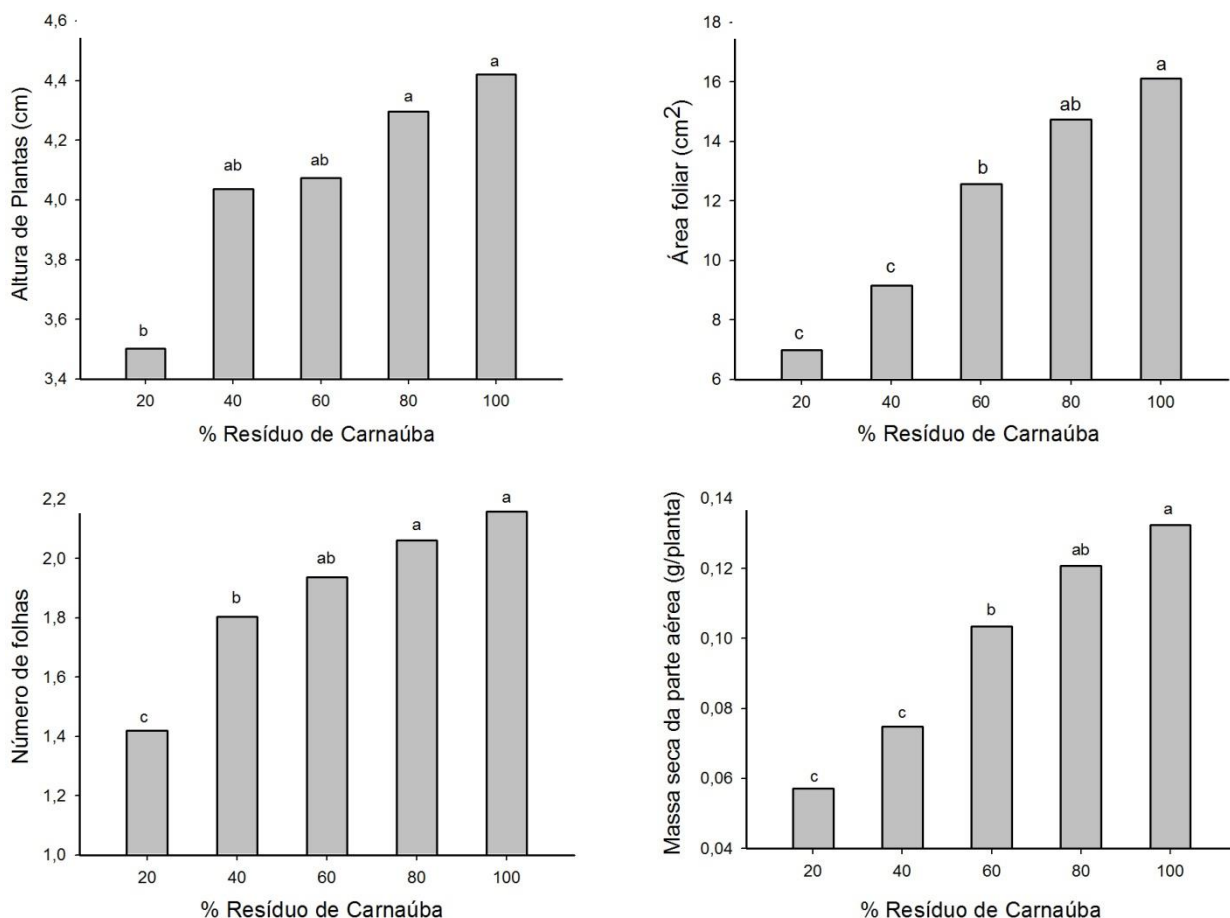 Altura de Plantas (cm)
4,6
4,4
4,2
4,0
3,8
3,6
3,4
b
ab
ab
a
a
20 40 60 80 100
% Resíduo de Carnaúba
Área foliar (cm2)
18
16
14
12
10
8
6
c
c
b
ab
a
20 40 60 80 100
% Resíduo de Carnaúba
Número de folhas
2,2
2,0
1,8
1,6
1,4
1,2
1,0
c
b
ab
a
a
20 40 60 80 100
% Resíduo de Carnaúba
Massa seca da parte aérea (g/planta)
0,14
0,12
0,10
0,08
0,06
0,04
c
c
b
ab
a
20 40 60 80 100
% Resíduo de Carnaúba